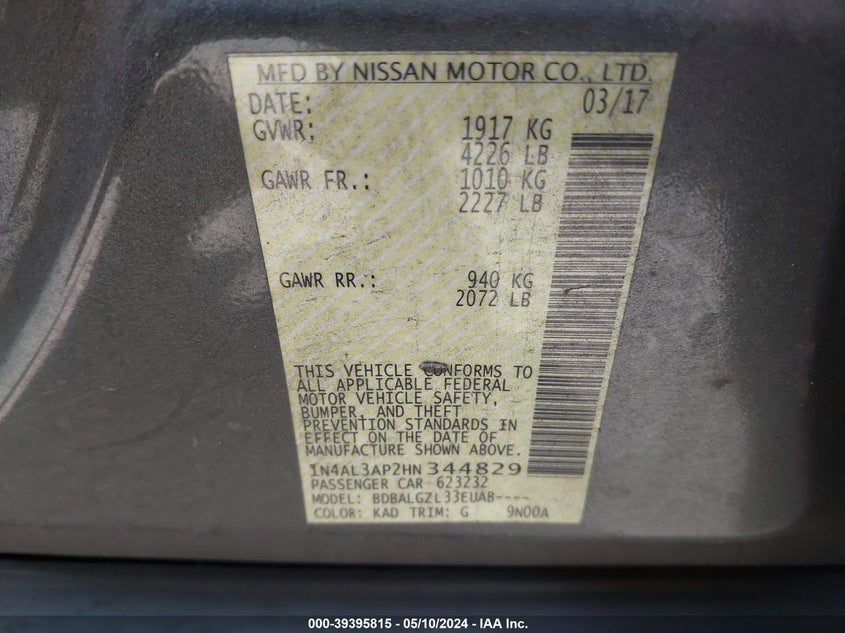 MFD BY NISSAN MOTOR CO., LTD.
DATE: 03/17
GVWR: 1917 KG
4226 LB
GAWR FR.: 1010 KG
2227 LB
GAWR RR.: 940 KG
2072 LB
THIS VEHICLE CONFORMS TO
ALL APPLICABLE FEDERAL
MOTOR VEHICLE SAFETY,
BUMPER, AND THEFT
PREVENTION STANDARDS IN
EFFECT ON THE DATE OF
MANUFACTURE SHOWN ABOVE.
1N4AL3AP2HN344829
PASSENGER CAR 623232
MODEL: BDBALGZL33EUAB----
COLOR: KAD TRIM: G 9N00A
000-39395815 - 05/10/2024 - IAA Inc.